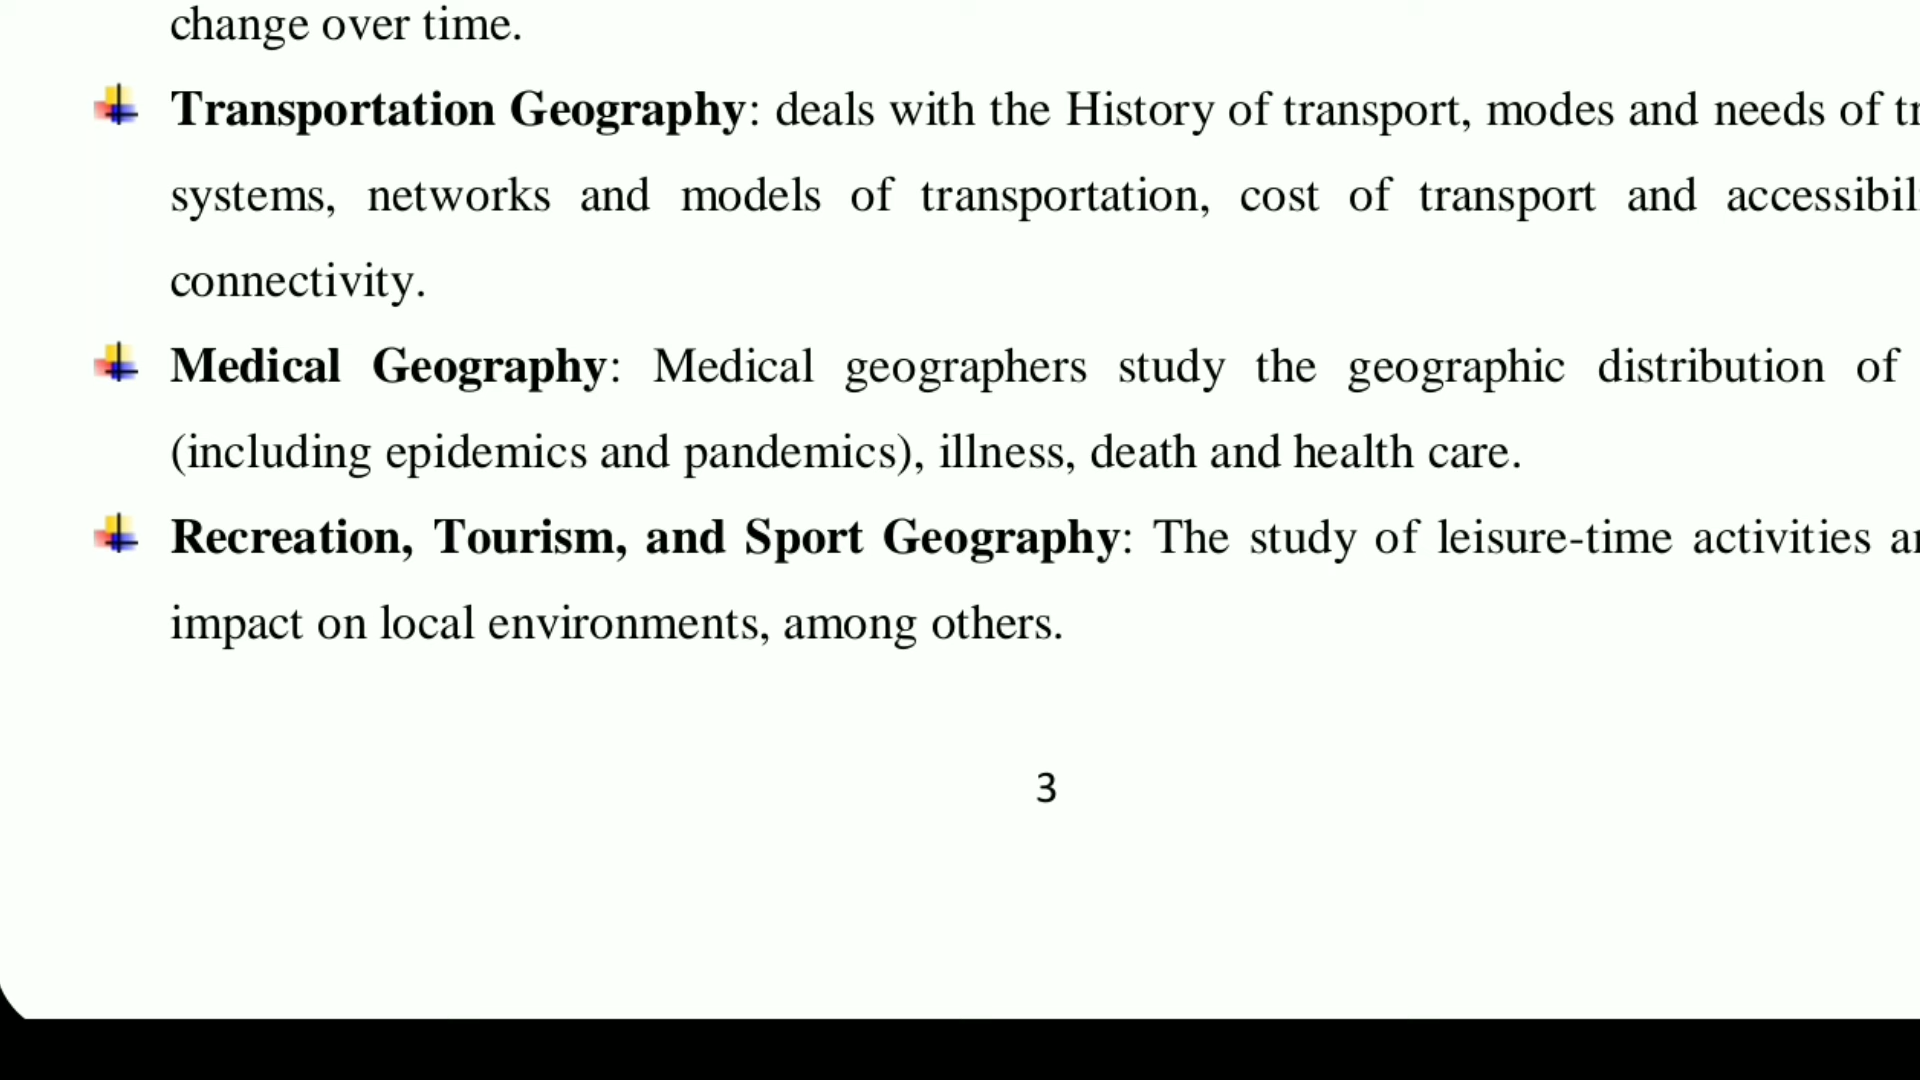 change over time.
Transportation Geography: deals with the History of transport, modes and needs of
systems, networks and models of transportation, cost of transport and
connectivity.
Medical Geography: Medical geographers study the geographic distribution of
(including epidemics and pandemics), illness, death and health care.
Recreation, Tourism, and Sport Geography: The study of leisure-time activities
impact on local environments, among others.
3